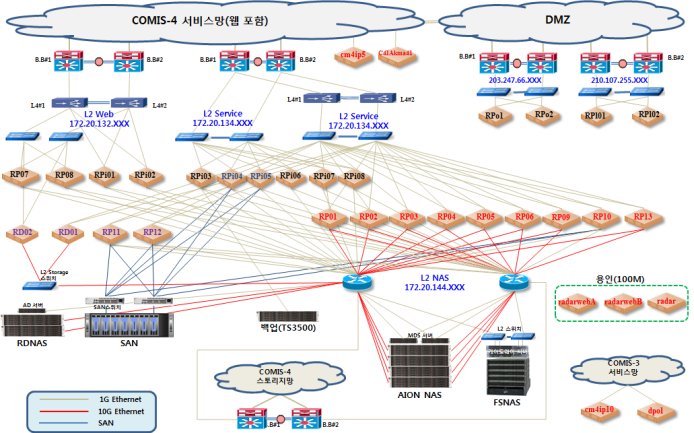 COMIS-4 서비스망(웹 포함)
DMZ
B.B#1
B.B#2
B.B#1
B.B#2
cm4ip5
B.B#1
B.B#2
203.247.66.XXX
210.107.255.XXX
L4#1
L4#2
L4#1
L4#2
L2 Web
172.20.132.XXX
L2 Service
172.20.134.XXX
L2 Service
172.20.134.XXX
RPo1
RPo2
RPl01
RPl02
RP07
RP08
RPi01
RPi02
RPi03
RPi04
RPi05
RPi06
RPi07
RPi08
RD02
RD01
RP11
RP12
RP01
RP02
RP03
RP04
RP05
RP06
RP09
RP10
RP13
L2 Storage
스위치
SAN스위치
L2 NAS
172.20.144.XXX
용인(100M)
radarwebA
radarwebB
radar
AD 서버
RDNAS
SAN
백업(TS3500)
MDS 서버
L2 스위치
AION NAS
FSNAS
COMIS-4
스토리지망
B.B#1
B.B#2
COMIS-3
서비스망
cm4ip10
dpol
1G Ethernet
10G Ethernet
SAN